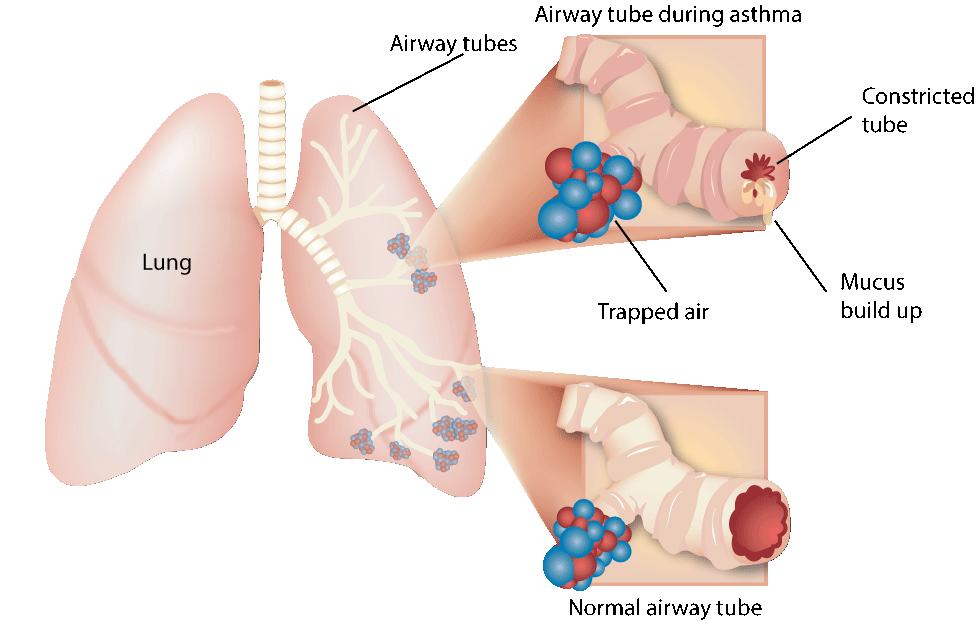 Airway tube during asthma
Airway tubes
Constricted
tube
Lung
Mucus
build up
Trapped air
Normal airway tube